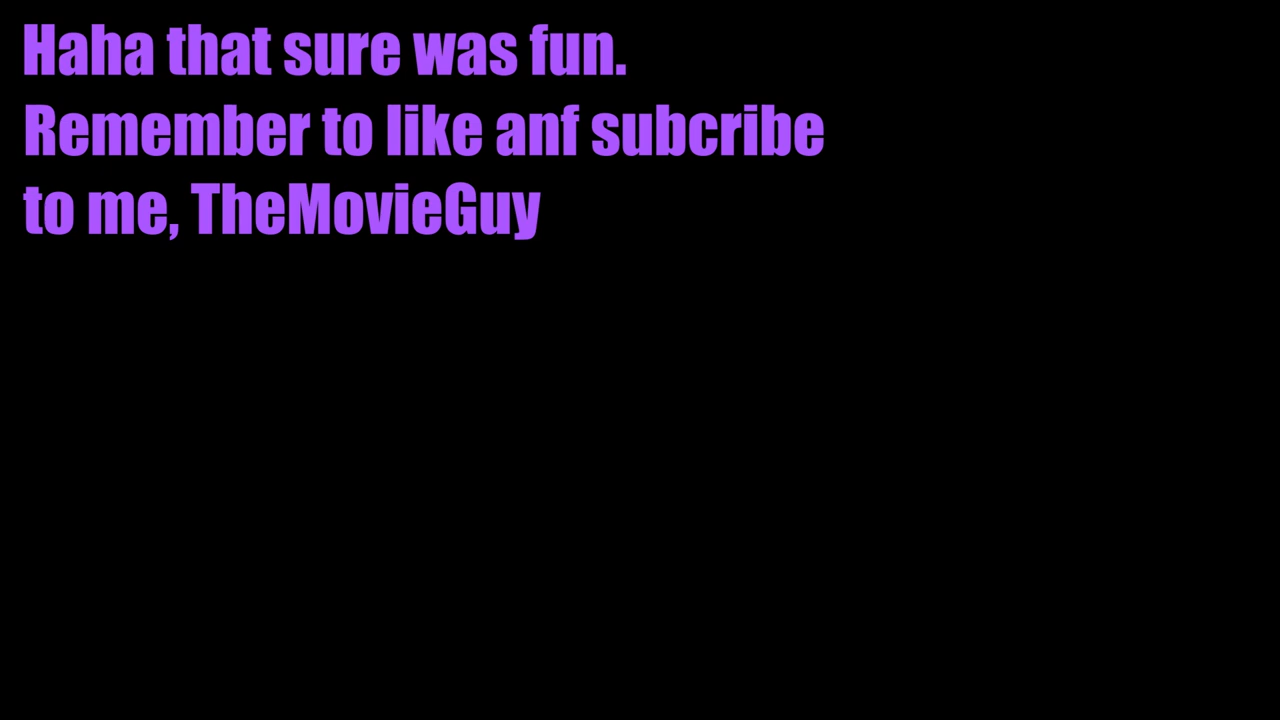 Haha that sure was fun.
Remember to like anf subcribe
to me, TheMovieGuy